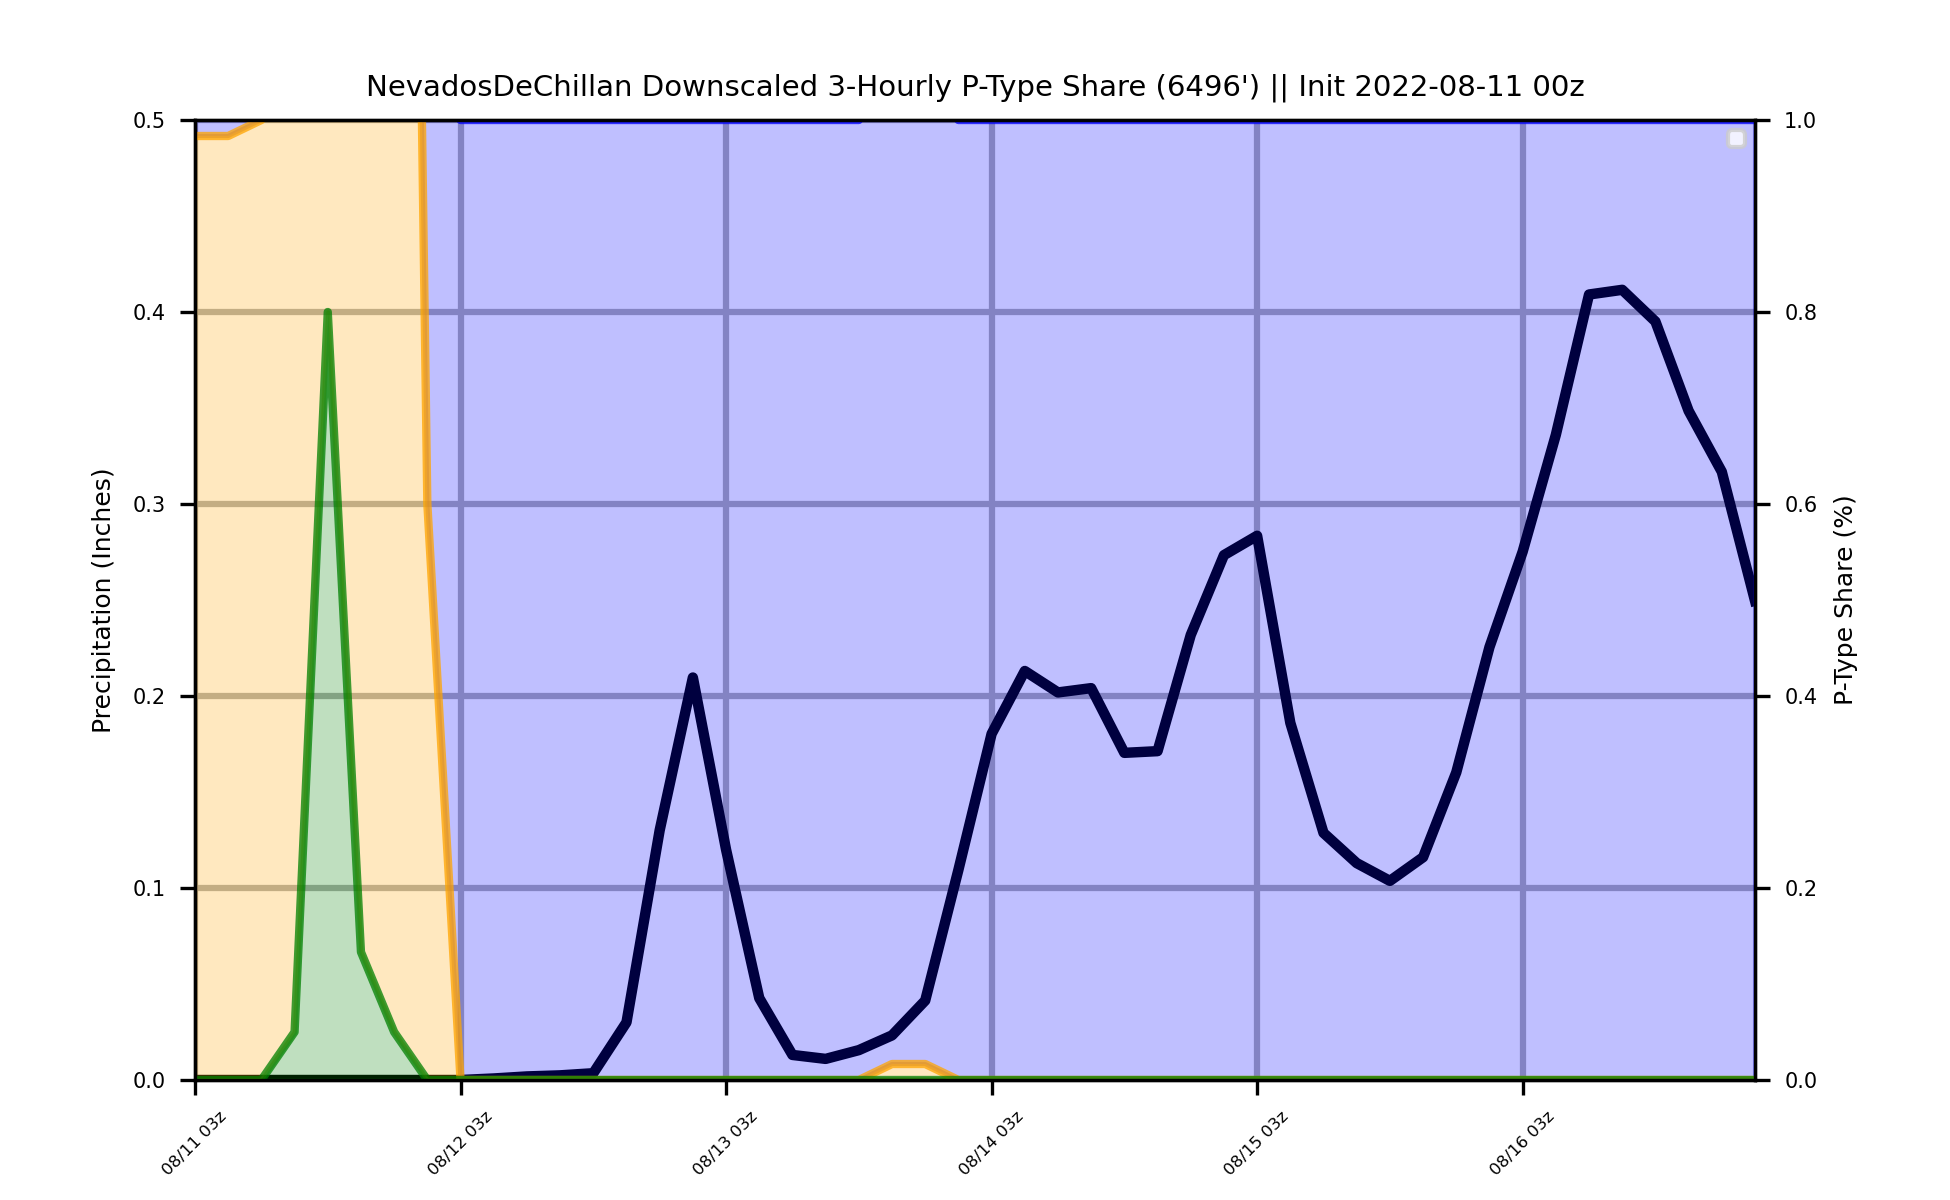 NevadosDeChillan Downscaled 3-Hourly P-Type Share (6496') || Init 2022-08-11 00z
Precipitation (Inches)
0.5
0.4
0.3
0.2
0.1
0.0
1.0
0.8
0.6
0.4
0.2
0.0
P-Type Share (%)
08/11 03z
08/12 03z
08/13 03z
08/14 03z
08/15 03z
08/16 03z